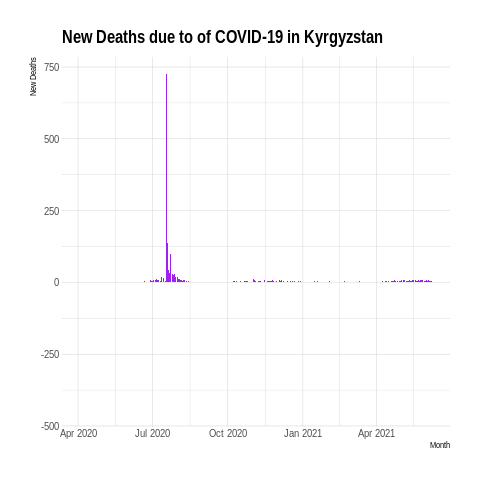 New Deaths due to of COVID-19 in Kyrgyzstan
New Deaths
750
500
250
0
-250
-500
Apr 2020 Jul 2020 Oct 2020 Jan 2021 Apr 2021
Month